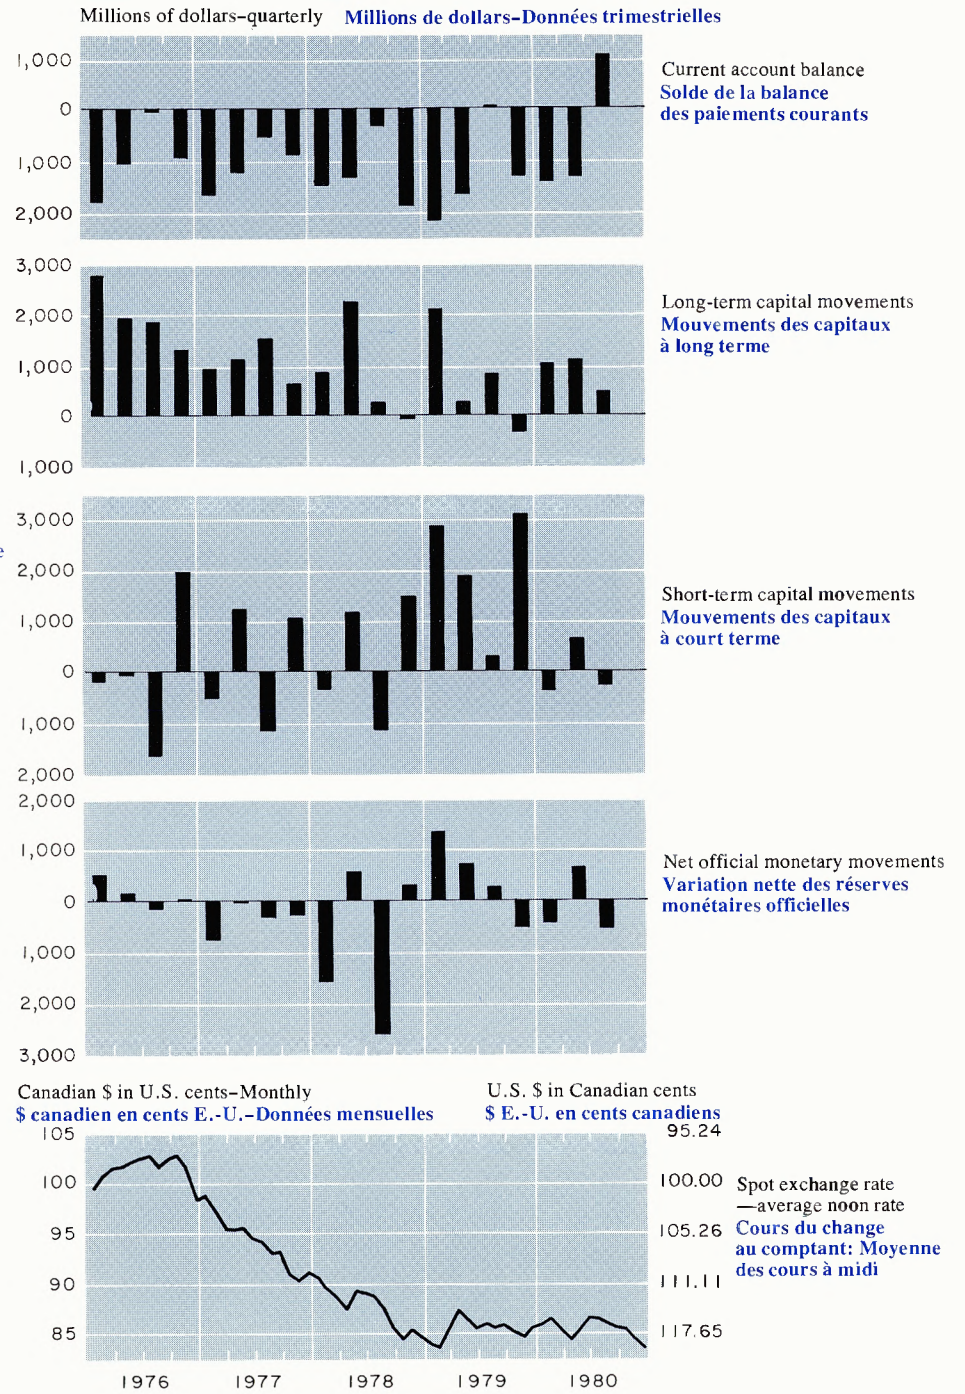 Millions of dollars–quarterly Millions de dollars–Données trimestrielles
1,000
0
1,000
2,000
Current account balance
Solde de la balance
des paiements courants
3,000
2,000
1,000
0
1,000
Long-term capital movements
Mouvements des capitaux
à long terme
e
3,000
2,000
1,000
0
1,000
2,000
Short-term capital movements
Mouvements des capitaux
à court terme
2,000
1,000
0
1,000
2,000
3,000
Net official monetary movements
Variation nette des réserves
monétaires officielles
Canadian $ in U.S. cents–Monthly
$ canadien en cents E.-U.–Données mensuelles
U.S. $ in Canadian cents
$ E.-U. en cents canadiens
105
100
95
90
85
95.24
100.00
105.26
111.11
117.65
Spot exchange rate
—average noon rate
Cours du change
au comptant: Moyenne
des cours à midi
1976 1977 1978 1979 1980